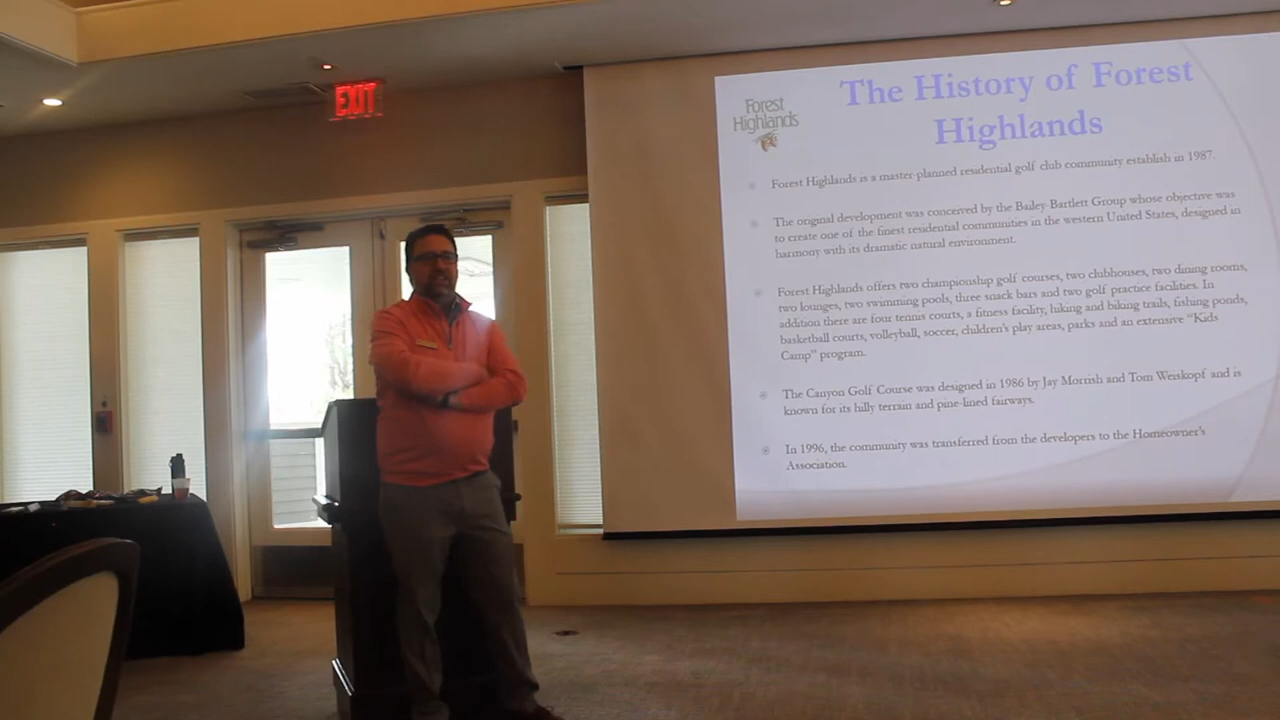 EXIT
Forest
Highlands
The History of Forest
Highlands
Forest Highlands is a master-planned residential golf club community establish in 1987.
The original development was conceived by the Bailey-Bartlett Group whose objective was
to create one of the finest residential communities in the western United States, designed in
harmony with its dramatic natural environment.
Forest Highlands offers two championship golf courses, two clubhouses, two dining rooms,
two lounges, two swimming pools, three snack bars and two golf practice facilities. In
addition there are four tennis courts, a fitness facility, hiking and biking trails, fishing ponds,
basketball courts, volleyball, soccer, children's play areas, parks and an extensive "Kids
Camp" program.
The Canyon Golf Course was designed in 1986 by Jay Morrish and Tom Weiskopf and is
known for its hilly terrain and pine-lined fairways.
In 1996, the community was transferred from the developers to the Homeowner's
Association.